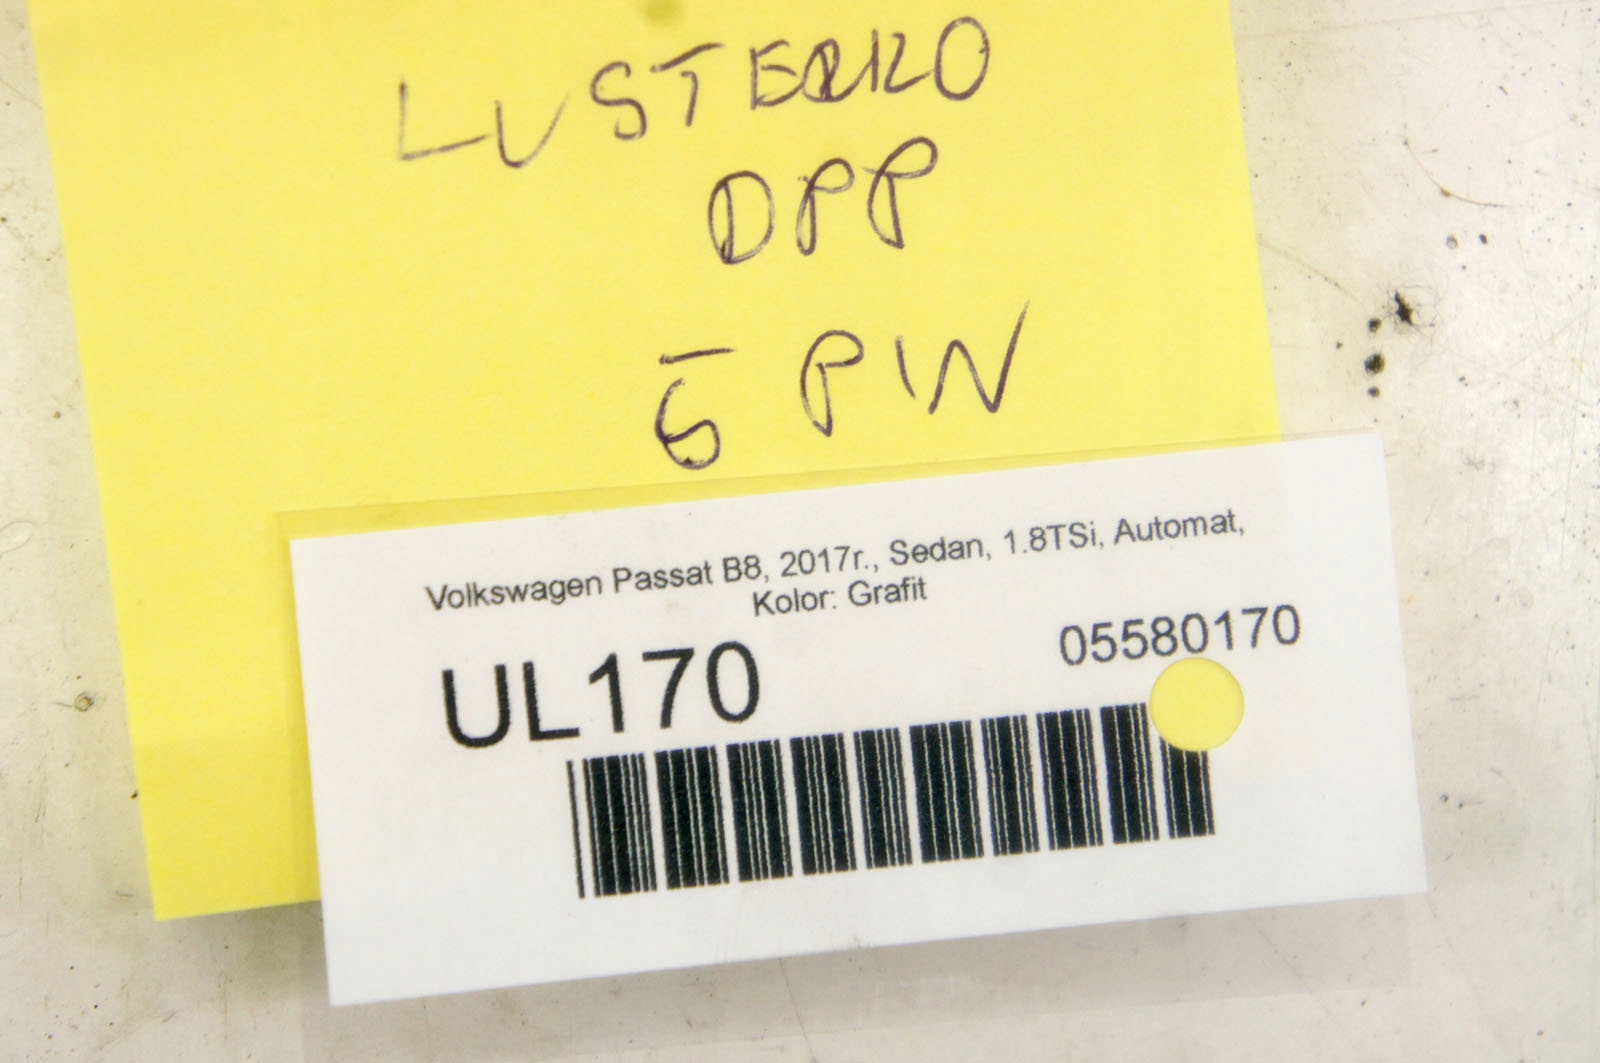 LUSTERKO
DPP
5 PIN
Volkswagen Passat B8, 2017r., Sedan, 1.8TSi, Automat,
Kolor: Grafit
UL170
05580170